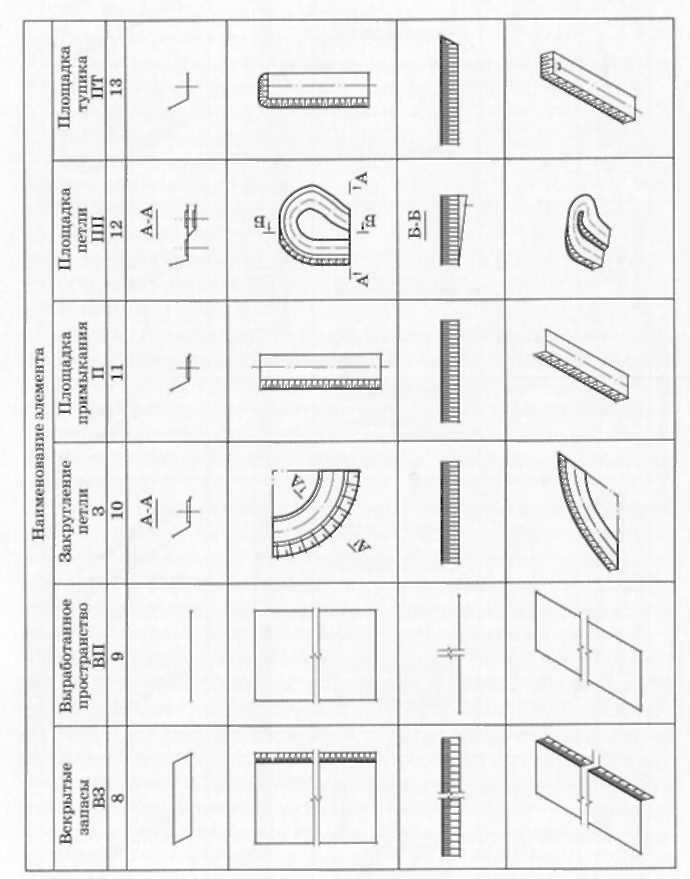 Наименование элемента
Вскрытые
запасы
ВЗ
Выработанное
пространство
ВП
Закругление
петли
З
Площадка
примыкания
П
Площадка
петли
ПП
Площадка
тупика
ПТ
8
9
10
11
12
13
А-А
А-А
А
А
Б
Б
А
А
Б-Б